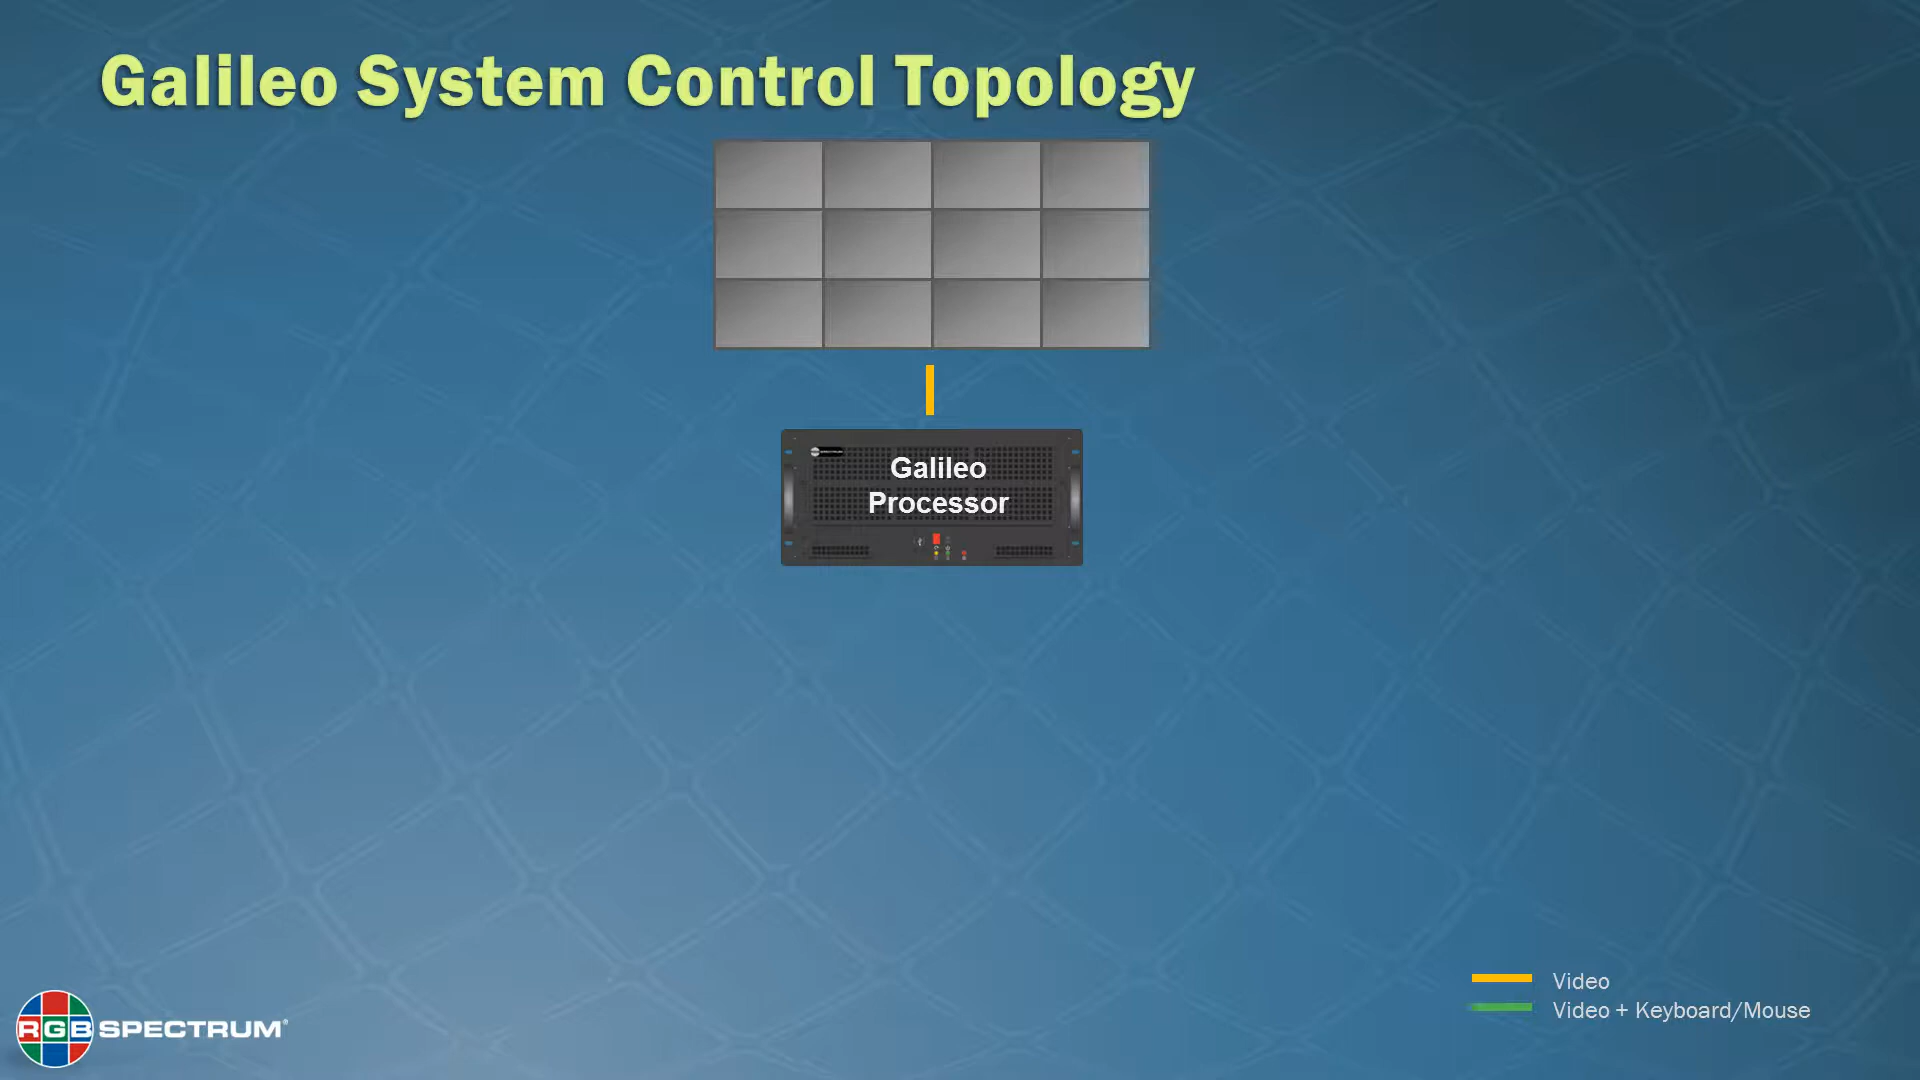 Galileo System Control Topology
Galileo
Processor
Video
Video + Keyboard/Mouse
RGB SPECTRUM®